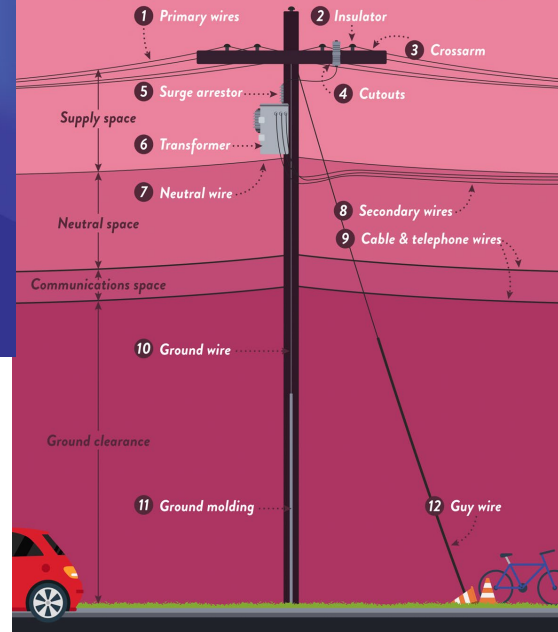 1 Primary wires
2 Insulator
3 Crossarm
4 Cutouts
5 Surge arrestor
Supply space
6 Transformer
7 Neutral wire
8 Secondary wires
Neutral space
9 Cable & telephone wires
Communications space
10 Ground wire
Ground clearance
11 Ground molding
12 Guy wire